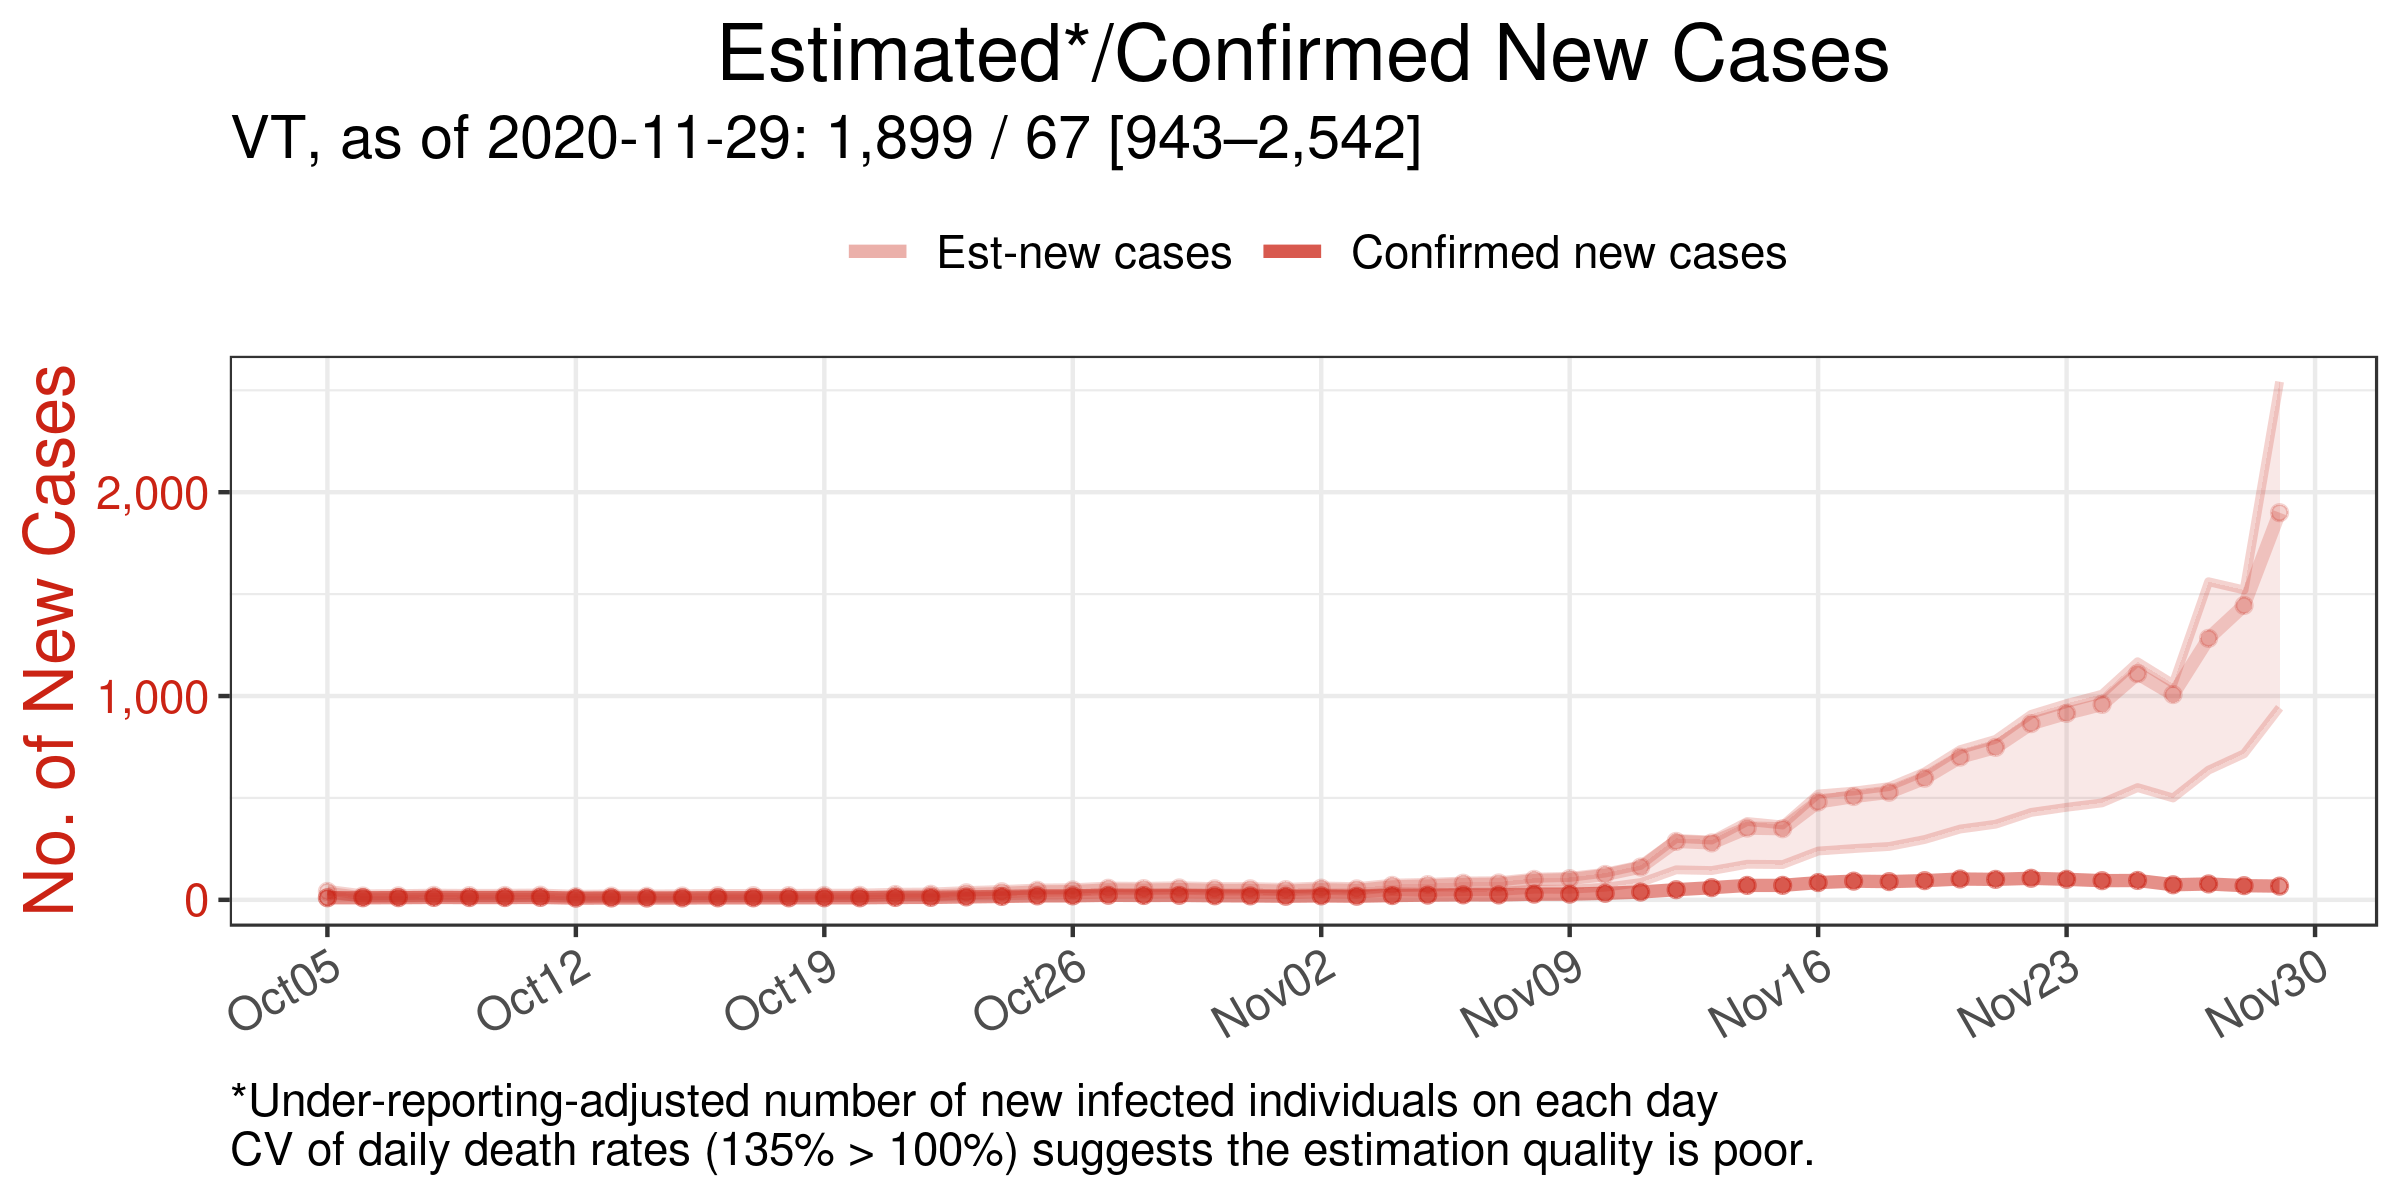 Estimated*/Confirmed New Cases
VT, as of 2020-11-29: 1,899 / 67 [943–2,542]
Est-new cases Confirmed new cases
No. of New Cases
2,000
1,000
0
Oct05 Oct12 Oct19 Oct26 Nov02 Nov09 Nov16 Nov23 Nov30
*Under-reporting-adjusted number of new infected individuals on each day
CV of daily death rates (135% > 100%) suggests the estimation quality is poor.